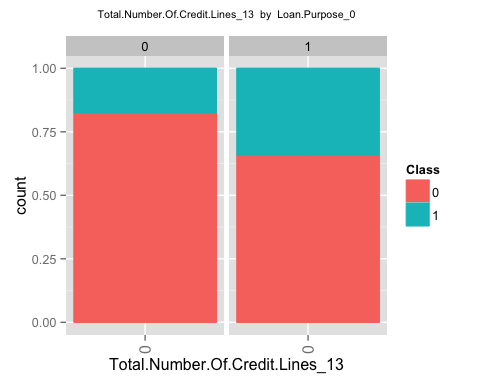 Total.Number.Of.Credit.Lines_13 by Loan.Purpose_0
0 1
1.00
0.75
0.50
0.25
0.00
count
0 0
Total.Number.Of.Credit.Lines_13
Class
0
1